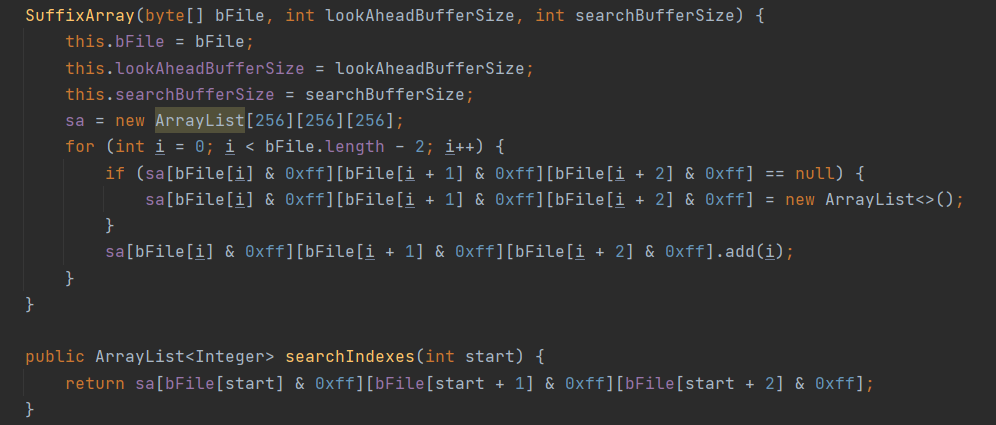 SuffixArray(byte[] bFile, int lookAheadBufferSize, int searchBufferSize) {
    this.bFile = bFile;
    this.lookAheadBufferSize = lookAheadBufferSize;
    this.searchBufferSize = searchBufferSize;
    sa = new ArrayList[256][256][256];
    for (int i = 0; i < bFile.length - 2; i++) {
        if (sa[bFile[i] & 0xff][bFile[i + 1] & 0xff][bFile[i + 2] & 0xff] == null) {
            sa[bFile[i] & 0xff][bFile[i + 1] & 0xff][bFile[i + 2] & 0xff] = new ArrayList<>();
        }
        sa[bFile[i] & 0xff][bFile[i + 1] & 0xff][bFile[i + 2] & 0xff].add(i);
    }
}

public ArrayList<Integer> searchIndexes(int start) {
    return sa[bFile[start] & 0xff][bFile[start + 1] & 0xff][bFile[start + 2] & 0xff];
}